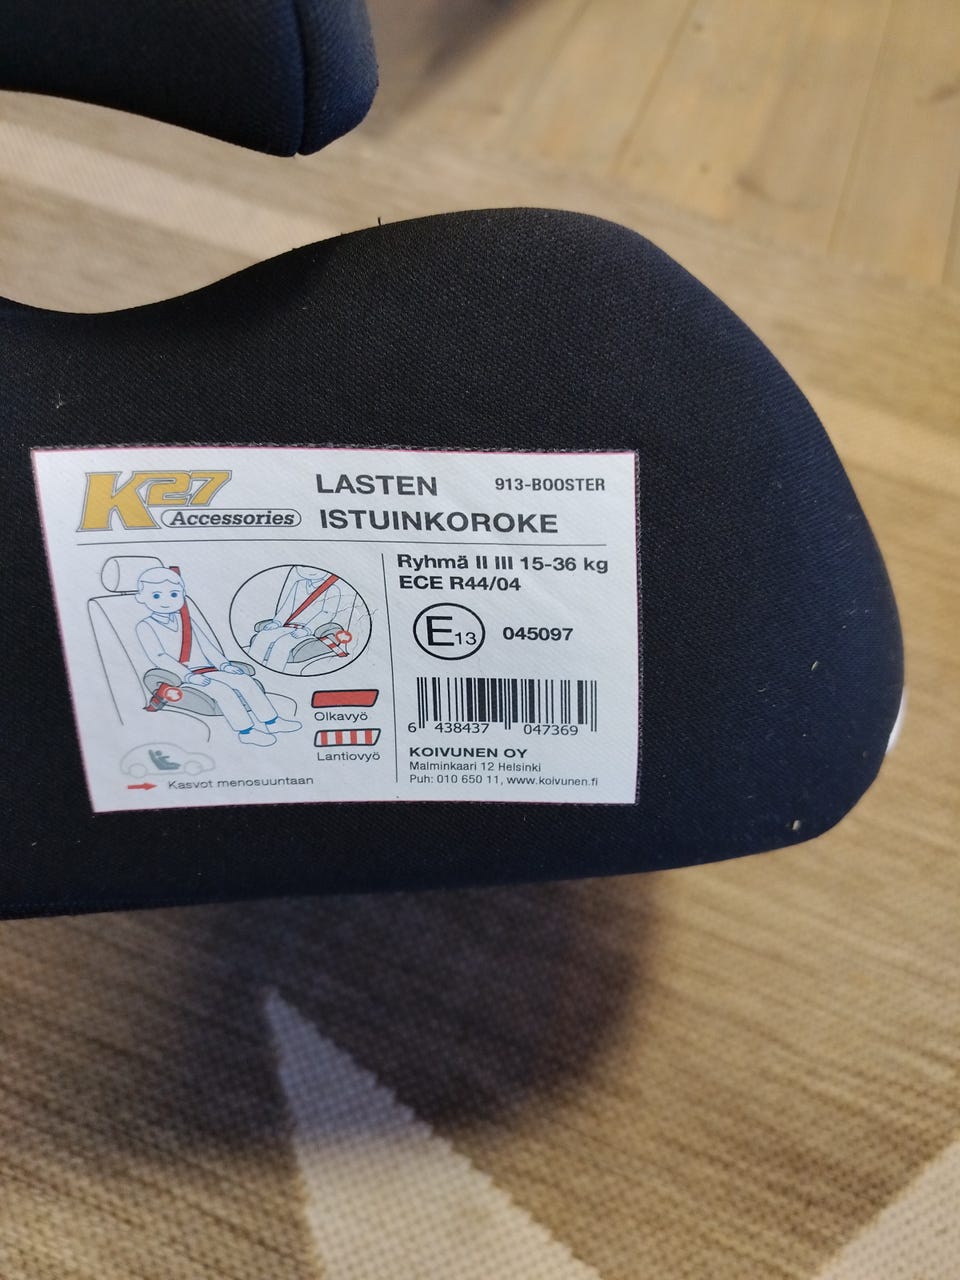 K27
Accessories
LASTEN
ISTUINKOROKE
913-BOOSTER
Olkavyö
Lantiovyö
Kasvot menosuuntaan
Ryhmä II III 15-36 kg
ECE R44/04
E13 045097
6 438437 047369
KOIVUNEN OY
Malminkaari 12 Helsinki
Puh: 010 650 11, www.koivunen.fi